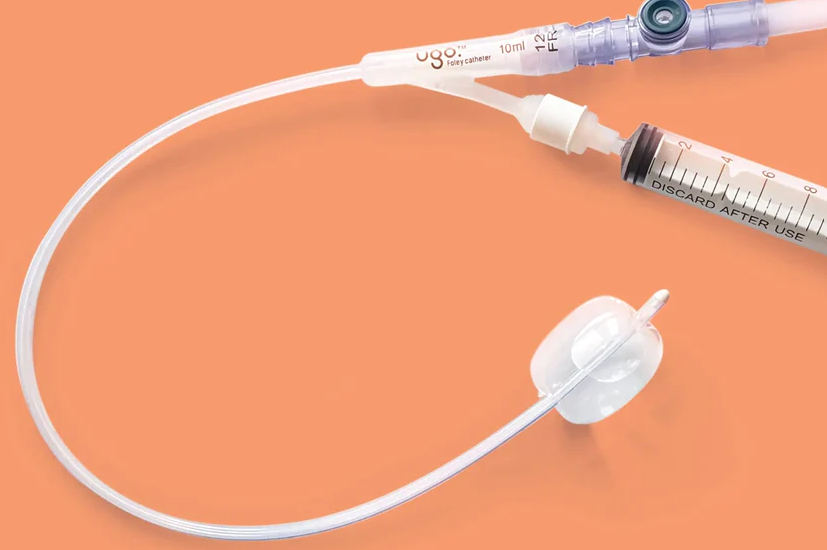 ugo.™
Foley catheter
10ml
12
FR
2
4
6
8
DISCARD AFTER USE